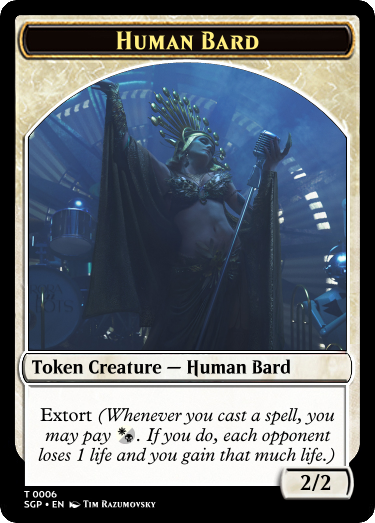 HUMAN BARD
Token Creature — Human Bard
Extort (Whenever you cast a spell, you
may pay . If you do, each opponent
loses 1 life and you gain that much life.)
2/2
T 0006
SGP • EN TIM RAZUMOVSKY